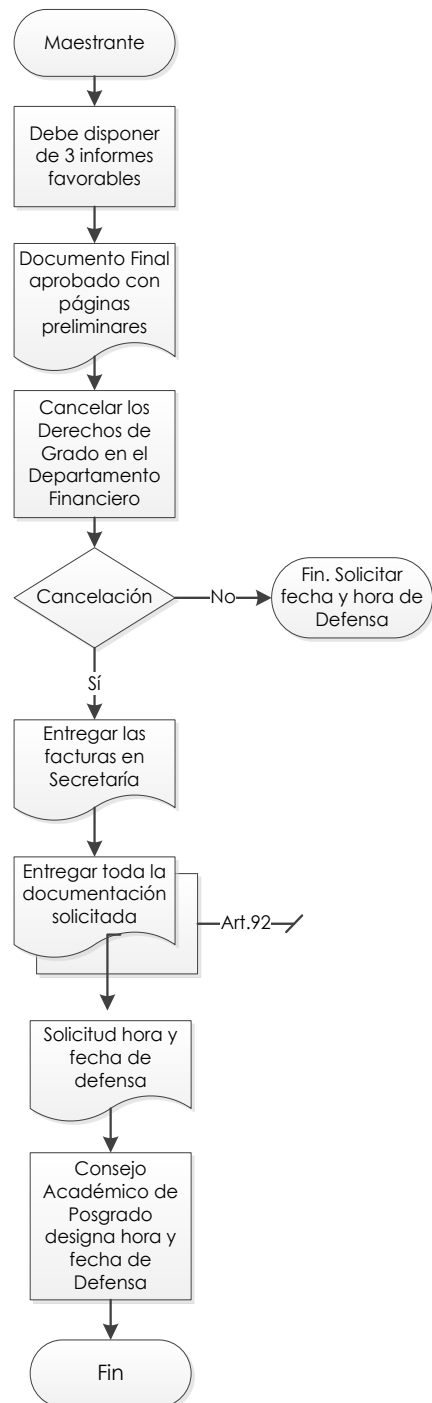 Maestrante
Debe disponer
de 3 informes
favorables
Documento Final
aprobado con
páginas
preliminares
Cancelar los
Derechos de
Grado en el
Departamento
Financiero
Cancelación
No
Fin. Solicitar
fecha y hora de
Defensa
Sí
Entregar las
facturas en
Secretaría
Entregar toda la
documentación
solicitada
Art.92
Solicitud hora y
fecha de
defensa
Consejo
Académico de
Posgrado
designa hora y
fecha de
Defensa
Fin